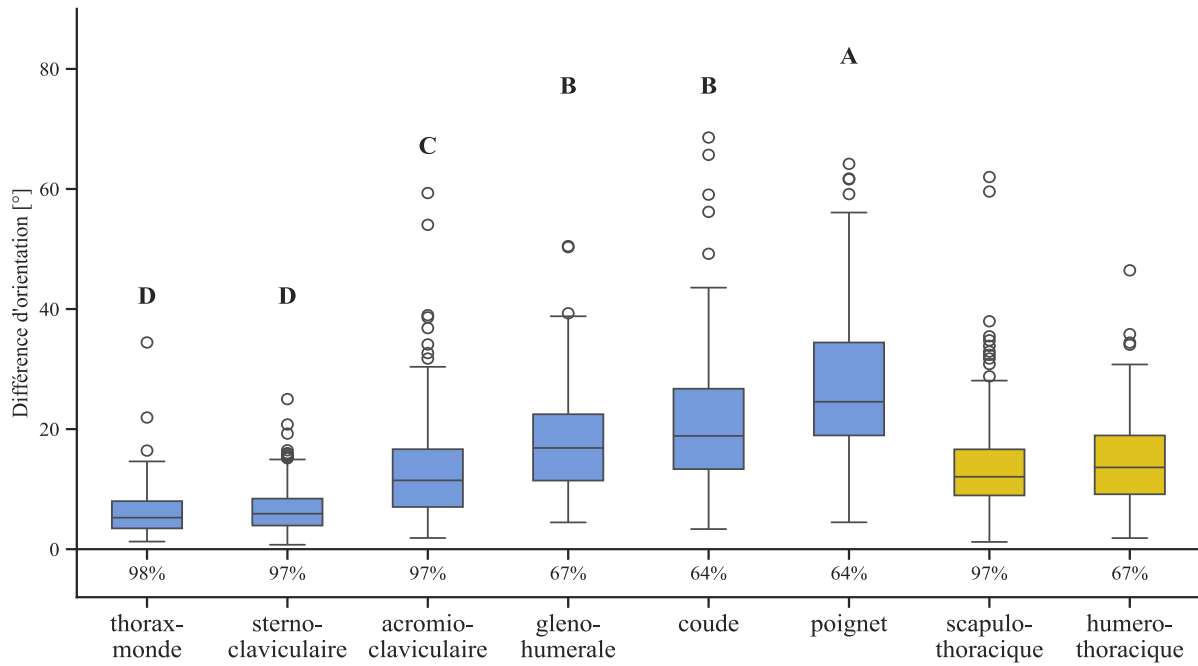 Différence d'orientation [°]
80
60
40
20
0
D
D
C
B
B
A
98%
97%
97%
67%
64%
64%
97%
67%
thorax-
monde
sterno-
claviculaire
acromio-
claviculaire
gleno-
humerale
coude
poignet
scapulo-
thoracique
humero-
thoracique